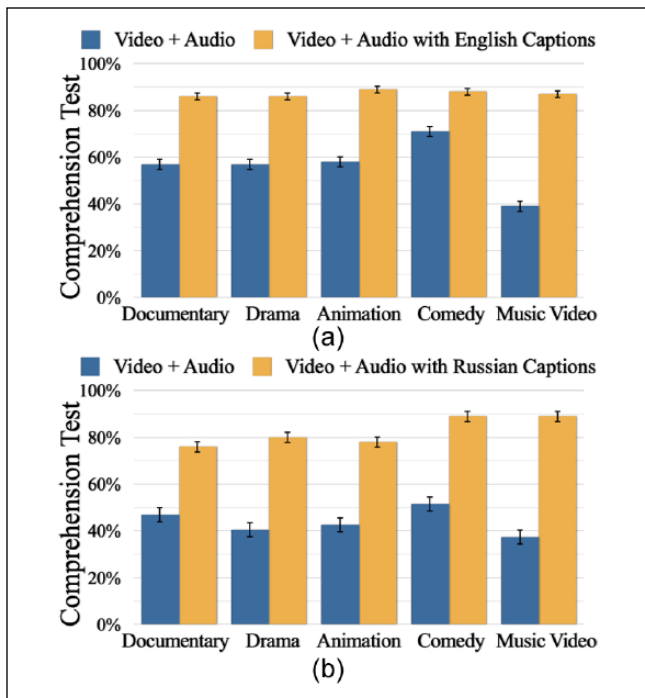 Video + Audio Video + Audio with English Captions
100%
80%
60%
40%
20%
0%
Comprehension Test
Documentary Drama Animation Comedy Music Video
(a)
Video + Audio Video + Audio with Russian Captions
100%
80%
60%
40%
20%
0%
Comprehension Test
Documentary Drama Animation Comedy Music Video
(b)